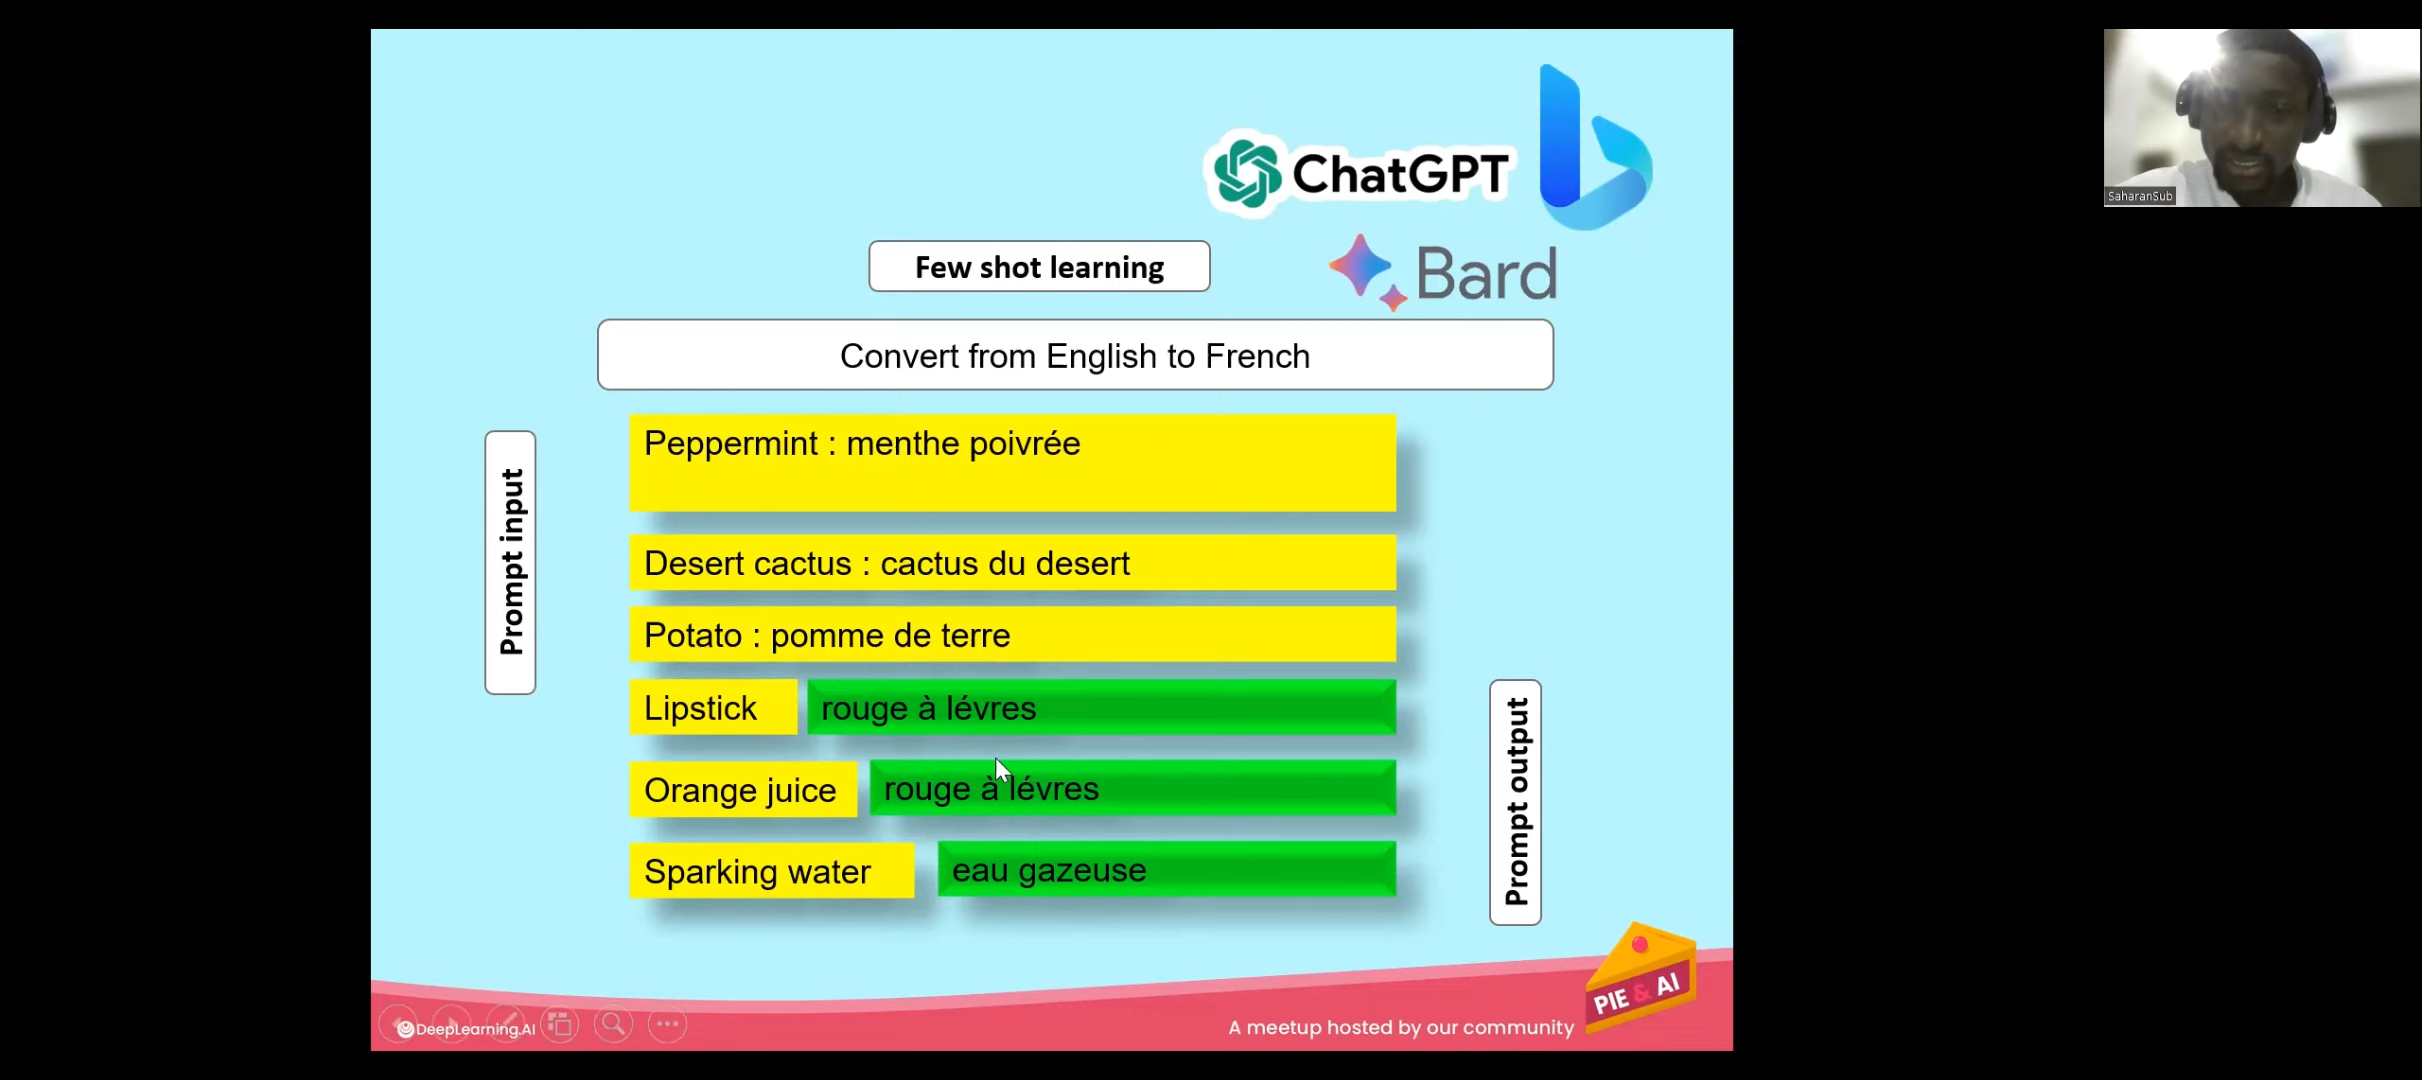 SaharanSub
ChatGPT
Few shot learning
Bard
Convert from English to French
Prompt input
Peppermint : menthe poivrée
Desert cactus : cactus du desert
Potato : pomme de terre
Lipstick rouge à lévres
Orange juice rouge à lévres
Sparking water eau gazeuse
Prompt output
PIE & AI
DeepLearning.AI
A meetup hosted by our community